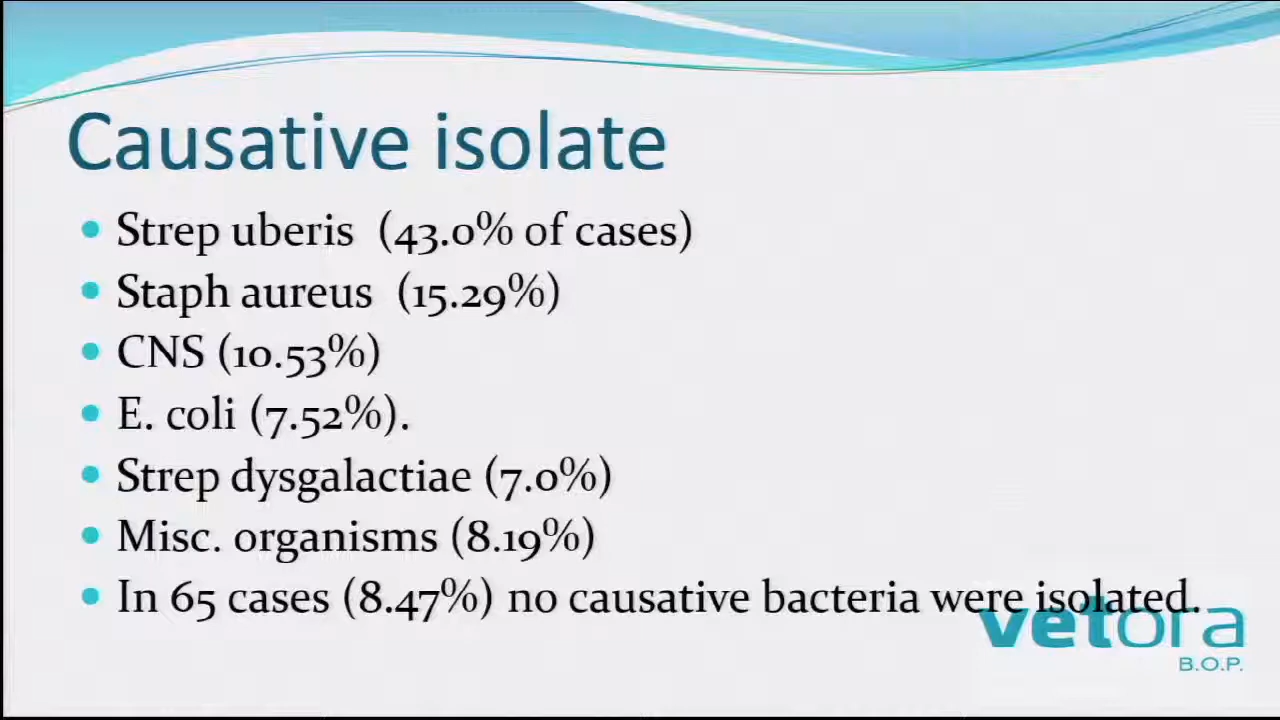 Causative isolate
• Strep uberis (43.0% of cases)
• Staph aureus (15.29%)
• CNS (10.53%)
• E. coli (7.52%).
• Strep dysgalactiae (7.0%)
• Misc. organisms (8.19%)
• In 65 cases (8.47%) no causative bacteria were isolated.
vetora
B.O.P.